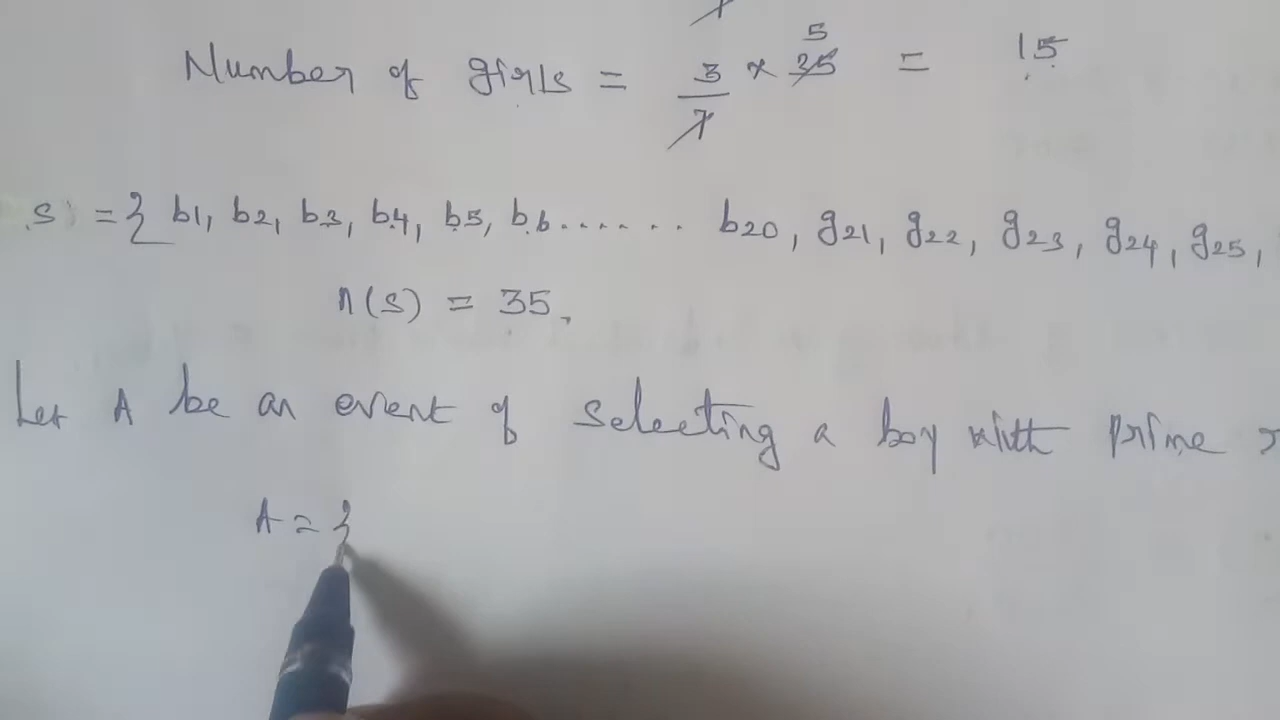 Number of girls = 3/7 × 35 5 = 15
S = { b1, b2, b3, b4, b5, b6...... b20, g21, g22, g23, g24, g25,
n(S) = 35,
Let A be an event of selecting a boy with prime
A = {